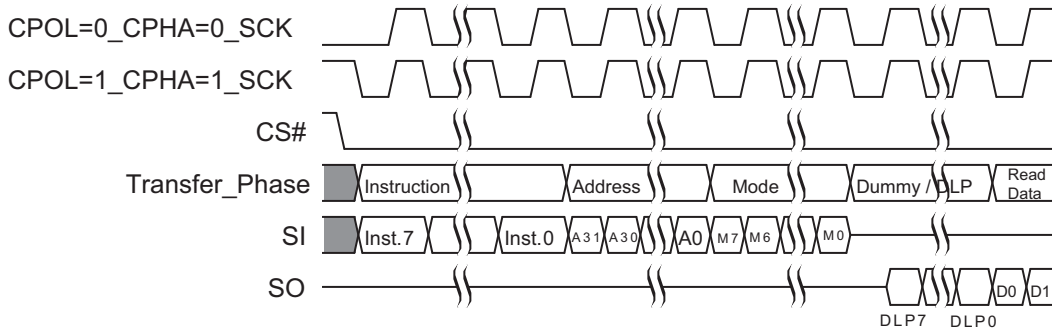 CPOL=0_CPHA=0_SCK
CPOL=1_CPHA=1_SCK
CS#
Transfer_Phase Instruction Address Mode Dummy / DLP Read Data
SI Inst.7 Inst.0 A31 A30 A0 M7 M6 M0
SO D0 D1
DLP7 DLP0